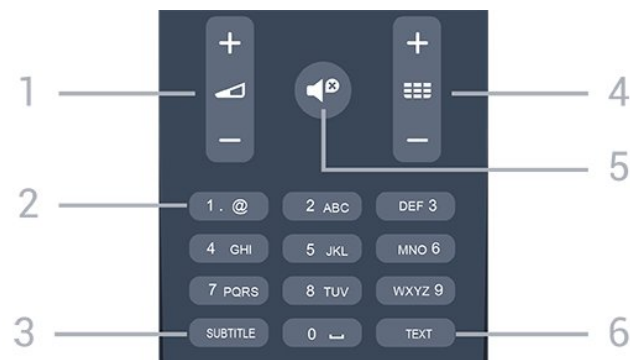 + +
1 4
- -
5
2 1 . @ 2 ABC DEF 3
4 GHI 5 JKL MNO 6
7 PQRS 8 TUV WXYZ 9
3 SUBTITLE 0 ⎵ TEXT 6